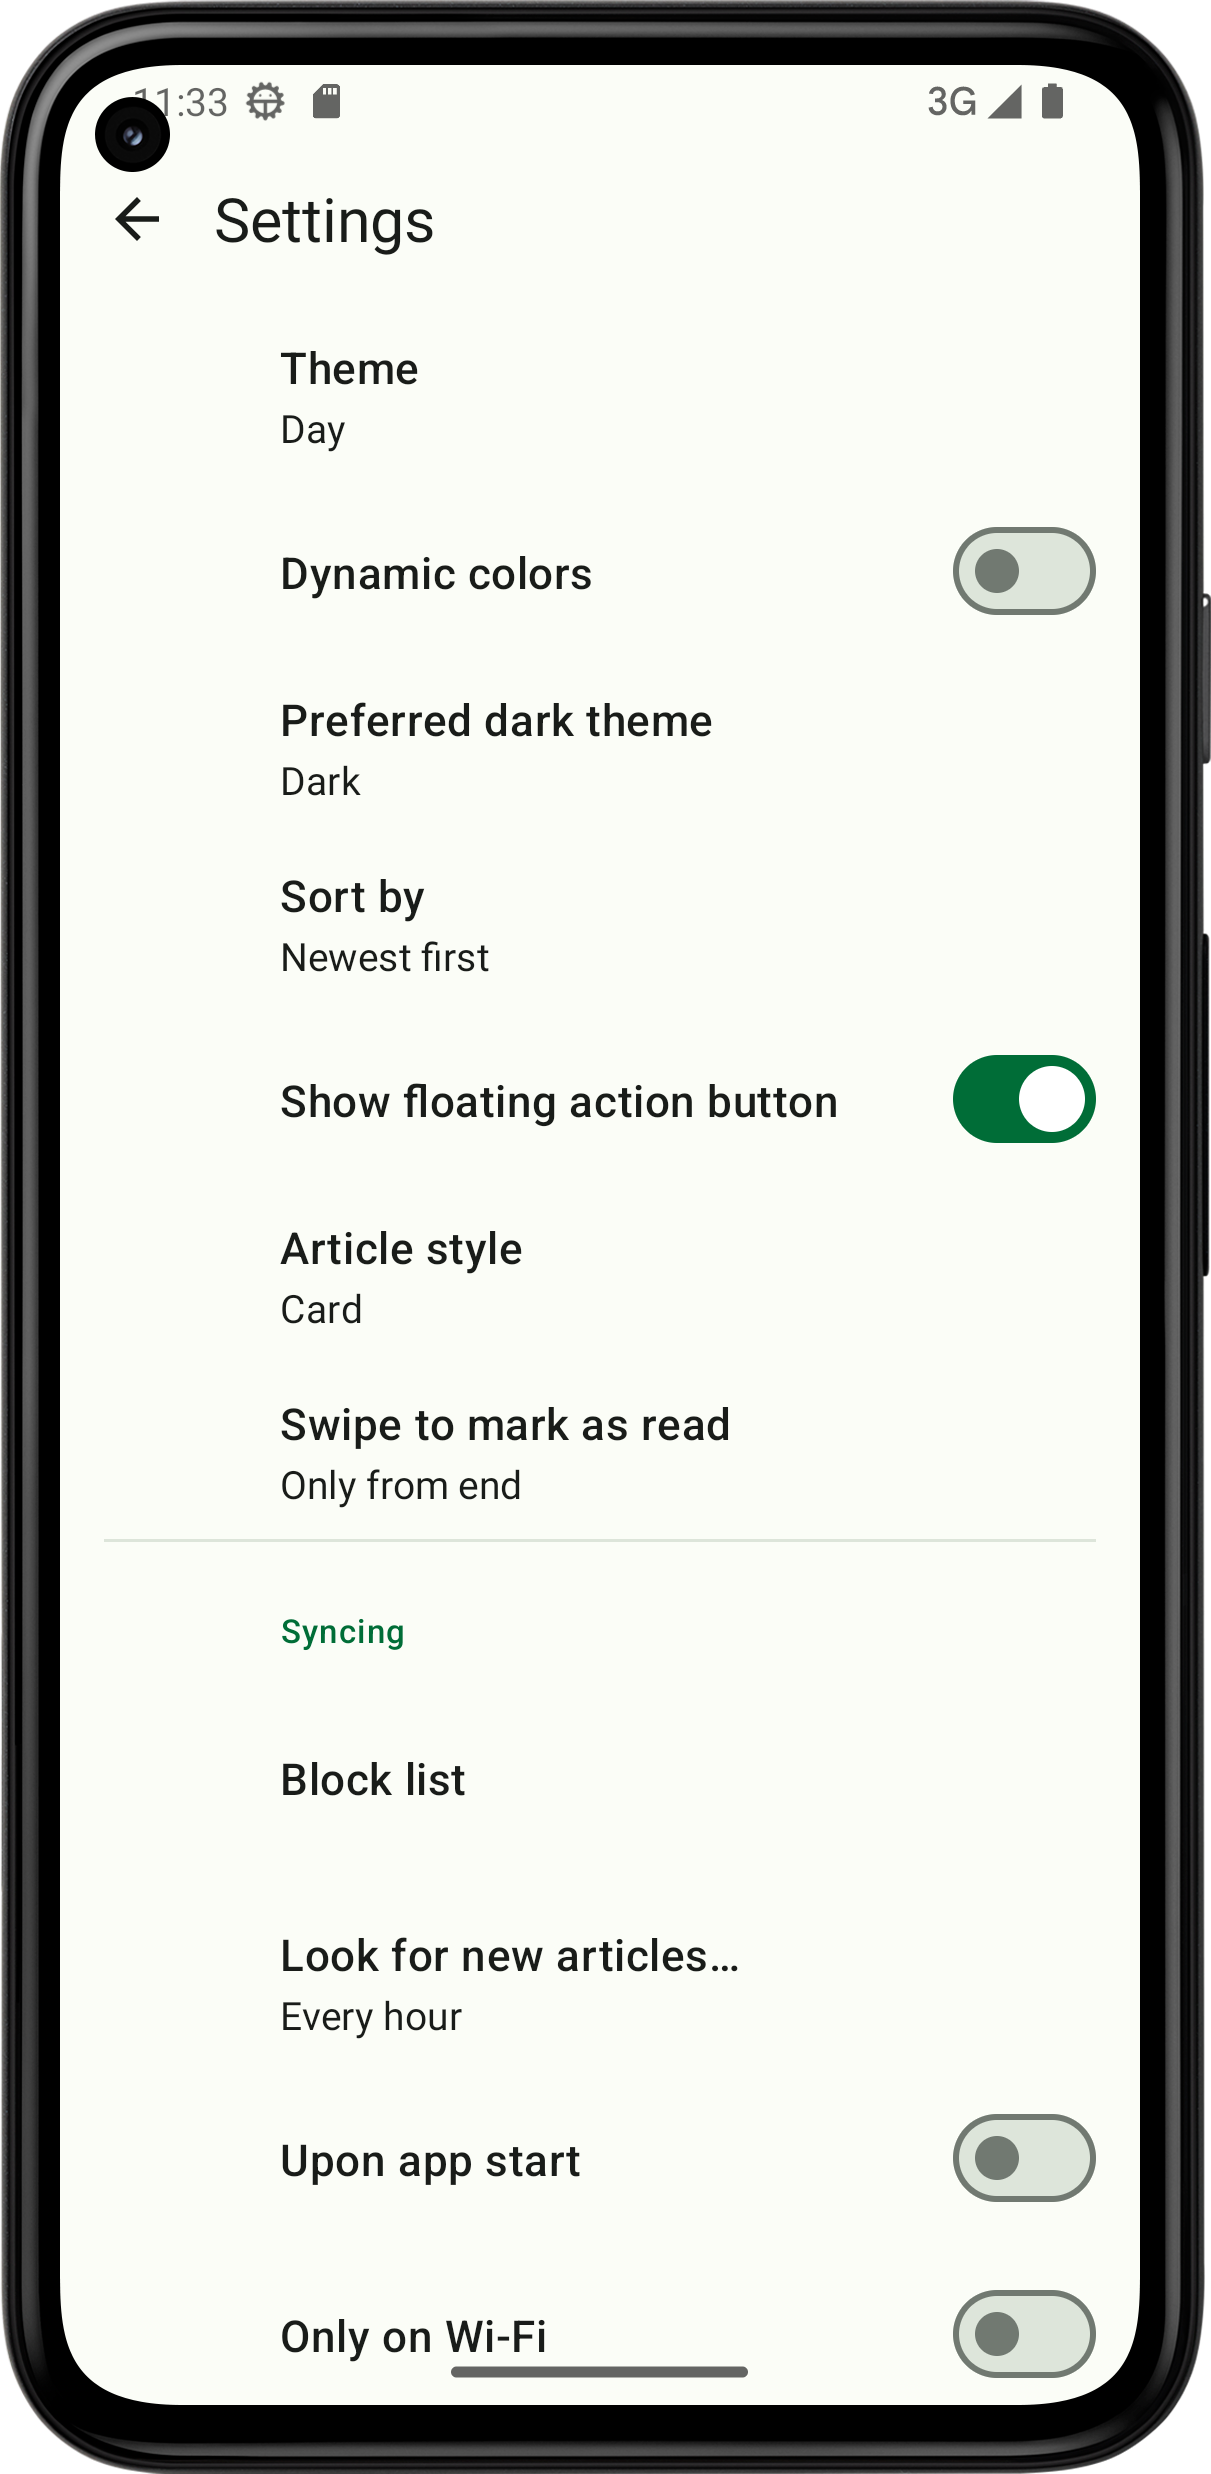 11:33 3G
Settings
Theme
Day
Dynamic colors
Preferred dark theme
Dark
Sort by
Newest first
Show floating action button
Article style
Card
Swipe to mark as read
Only from end
Syncing
Block list
Look for new articles…
Every hour
Upon app start
Only on Wi-Fi